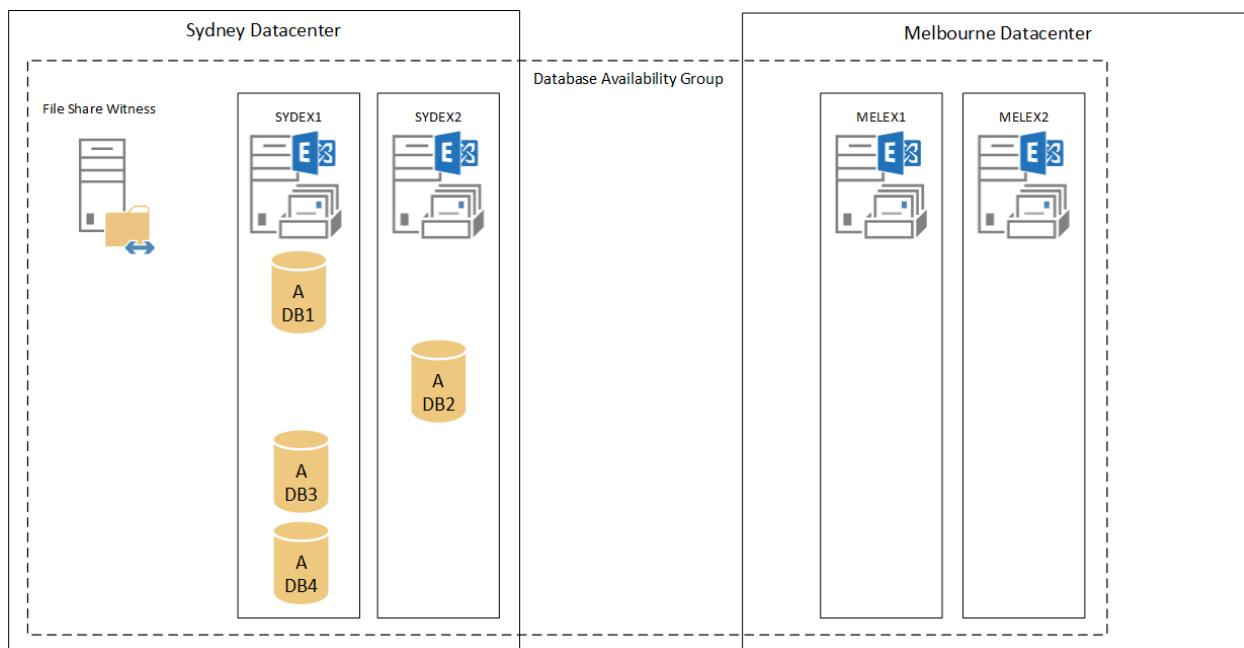 Sydney Datacenter
Melbourne Datacenter
Database Availability Group
File Share Witness
SYDEX1
SYDEX2
MELEX1
MELEX2
E
E
E
E
A
DB1
A
DB2
A
DB3
A
DB4